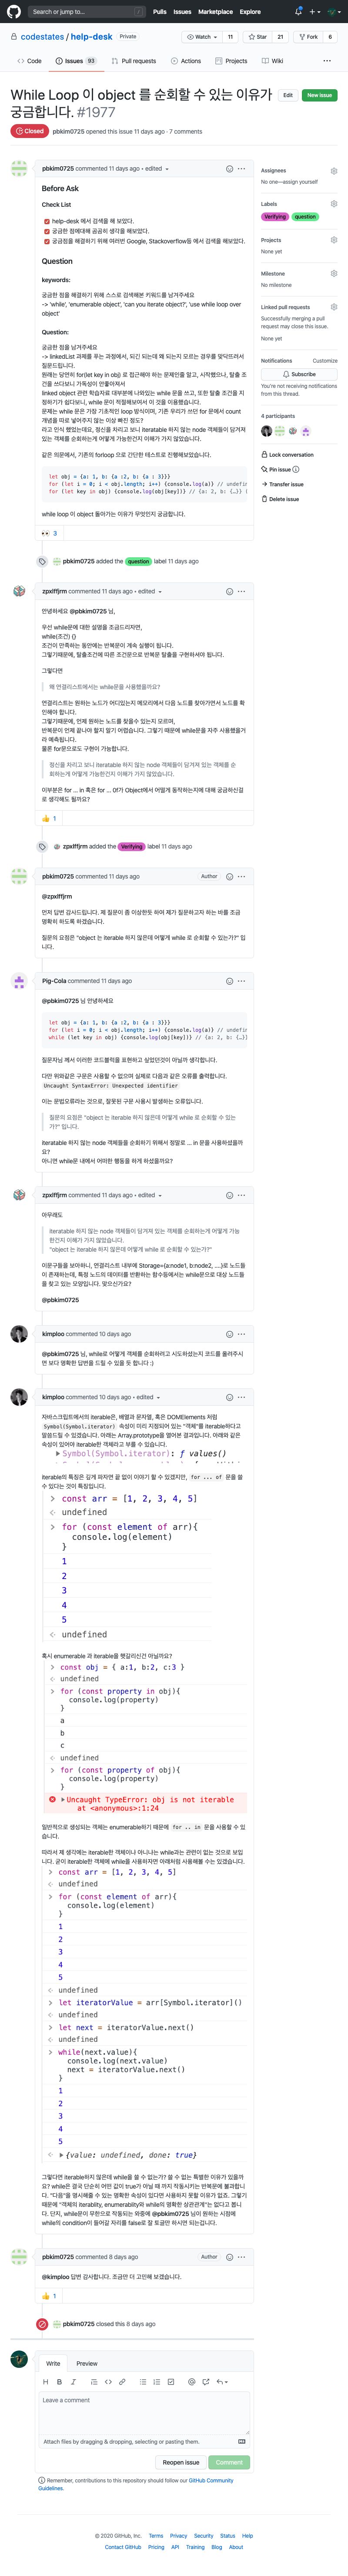 Search or jump to...
/
Pulls Issues Marketplace Explore
codestates / help-desk Private
Watch 11
Star 21
Fork 6
Code
Issues 93
Pull requests
Actions
Projects
Wiki
While Loop 이 object 를 순회할 수 있는 이유가
궁금합니다. #1977
Edit
New issue
Closed
pbkim0725 opened this issue 11 days ago · 7 comments
pbkim0725 commented 11 days ago • edited
Before Ask
Check List
help-desk 에서 검색을 해 보았다.
궁금한 점에대해 곰곰히 생각을 해보았다.
궁금점을 해결하기 위해 여러번 Google, Stackoverflow등 에서 검색을 해 보았다.
Question
keywords:
궁금한 점을 해결하기 위해 스스로 검색해본 키워드를 남겨주세요
-> 'while', 'enumerable object', 'can you iterate object?', 'use while loop over
object'
Question:
궁금한 점을 남겨주세요
-> linkedList 과제를 푸는 과정에서, 되긴 되는데 왜 되는지 모르는 경우를 맞닥뜨려서
질문드립니다.
원래는 당연히 for(let key in obj) 로 접근해야 하는 문제인줄 알았는데, 시작점도, 탈출 조건을 쓰다보니 가독성이 안좋아져서
linked object 관련 학습자료 대부분에 나와있는 while 문을 쓰고, 또한 탈출 조건을 지정하기가 쉽다보니, while 문이 적절해보여서 이 것을 이용했습니다.
문제는 while 문은 가장 기초적인 loop 방식이며, 기존 우리가 쓰던 for 문에서 count 개념을 따로 넣어주지 않는 이상 빠진 정도?
라고 인식 했었는데요, 정신을 차리고 보니 iteratable 하지 않는 node 객체들이 담겨져 있는 객체를 순회하는게 어떻게 가능한건지 이해가 가지 않았습니다.
같은 의문에서, 기존의 forloop 으로 간단한 테스트로 진행해보았습니다.
let obj = {a: 1, b: {a :2, b: {a : 3}}}
for (let i = 0; i < obj.length; i++) {console.log(a)} // undefin
for (let key in obj) {console.log(obj[key])} // {a: 2, b: {…}} (
while loop 이 object 돌아가는 이유가 무엇인지 궁금합니다.
3
pbkim0725 added the question label 11 days ago
zpxlffjrm commented 11 days ago • edited
안녕하세요 @pbkim0725 님,
우선 while문에 대한 설명을 조금드리자면,
while(조건) {}
조건이 만족하는 동안에는 반복문이 계속 실행이 됩니다.
그렇기때문에, 탈출조건에 따른 조건문으로 반복문 탈출을 구현하셔야 됩니다.
그렇다면
왜 연결리스트에서는 while문을 사용했을까요?
연결리스트는 원하는 노드가 어디있는지 메모리에서 다음 노드를 찾아가면서 노드를 확인해야 합니다.
그렇기때문에, 언제 원하는 노드를 찾을수 있는지 모르며,
반복문이 언제 끝나야 할지 알기 어렵습니다. 그렇기 때문에 while문을 자주 사용했을거라 예측됩니다.
물론 for문으로도 구현이 가능합니다.
정신을 차리고 보니 iteratable 하지 않는 node 객체들이 담겨져 있는 객체를 순회하는게 어떻게 가능한건지 이해가 가지 않았습니다.
이부분은 for ... in 혹은 for ... of가 Object에서 어떻게 동작하는지에 대해 궁금하신걸로 생각해도 될까요?
1
zpxlffjrm added the Verifying label 11 days ago
pbkim0725 commented 11 days ago
Author
@zpxlffjrm
먼저 답변 감사드립니다. 제 질문이 좀 이상한듯 하여 제가 질문하고자 하는 바를 조금 명확히 하도록 하겠습니다.
질문의 요점은 "object 는 iterable 하지 않은데 어떻게 while 로 순회할 수 있는가?" 입니다.
Pig-Cola commented 11 days ago
@pbkim0725 님 안녕하세요
let obj = {a: 1, b: {a :2, b: {a : 3}}}
for (let i = 0; i < obj.length; i++) {console.log(a)} // undefin
while (let key in obj) {console.log(obj[key])} // {a: 2, b: {…}}
질문자님 께서 이러한 코드블럭을 표현하고 싶었던것이 아닐까 생각합니다.
다만 위와같은 구문은 사용할 수 없으며 실제로 다음과 같은 오류를 출력합니다.
Uncaught SyntaxError: Unexpected identifier
이는 문법오류라는 것으로, 잘못된 구문 사용시 발생하는 오류입니다.
질문의 요점은 "object 는 iterable 하지 않은데 어떻게 while 로 순회할 수 있는가?" 입니다.
iteratable 하지 않는 node 객체들을 순회하기 위해서 정말로 ... in 문을 사용하셨을까요?
아니면 while문 내에서 어떠한 행동을 하게 하셨을까요?
zpxlffjrm commented 11 days ago • edited
아무래도
iteratable 하지 않는 node 객체들이 담겨져 있는 객체를 순회하는게 어떻게 가능한건지 이해가 가지 않았습니다.
"object 는 iterable 하지 않은데 어떻게 while 로 순회할 수 있는가?"
이문구들을 보아하니, 연결리스트 내부에 Storage={a:node1, b:node2, ....}로 노드들이 존재하는데, 특정 노드의 데이터를 반환하는 함수등에서는 while문으로 대상 노드들을 찾고 있는 모양입니다. 맞으신가요?
@pbkim0725
kimploo commented 10 days ago
@pbkim0725 님, while로 어떻게 객체를 순회하려고 시도하셨는지 코드를 올려주시면 보다 명확한 답변을 드릴 수 있을 듯 합니다 :)
kimploo commented 10 days ago • edited
자바스크립트에서의 iterable은, 배열과 문자열, 혹은 DOMElements 처럼 Symbol(Symbol.iterator) 속성이 미리 지정되어 있는 "객체"를 iterable하다고 말씀드릴 수 있겠습니다. 아래는 Array.prototype을 열어본 결과입니다. 아래와 같은 속성이 있어야 iterable한 객체라고 부를 수 있습니다.
Symbol(Symbol.iterator): ƒ values()
iterable의 특징은 길게 하자면 끝 없이 이야기 할 수 있겠지만, for ... of 문을 쓸 수 있다는 것이 특징입니다.
const arr = [1, 2, 3, 4, 5]
undefined
for (const element of arr){
console.log(element)
}
1
2
3
4
5
undefined
혹시 enumerable 과 iterable을 헷갈리신건 아닐까요?
const obj = { a:1, b:2, c:3 }
undefined
for (const property in obj){
console.log(property)
}
a
b
c
undefined
for (const property of obj){
console.log(property)
}
Uncaught TypeError: obj is not iterable
at <anonymous>:1:24
일반적으로 생성되는 객체는 enumerable하기 때문에 for .. in 문을 사용할 수 있습니다.
따라서 제 생각에는 iterable한 객체이냐 아니냐는 while과는 관련이 없는 것으로 보입니다. 굳이 iterable한 객체에 while을 사용하자면 아래처럼 사용해볼 수는 있겠습니다.
const arr = [1, 2, 3, 4, 5]
undefined
for (const element of arr){
console.log(element)
}
1
2
3
4
5
undefined
let iteratorValue = arr[Symbol.iterator]()
undefined
let next = iteratorValue.next()
undefined
while(next.value){
console.log(next.value)
next = iteratorValue.next()
}
1
2
3
4
5
{value: undefined, done: true}
그렇다면 iterable하지않은데 while을 쓸 수 없는가? 쓸 수 없는 특별한 이유가 있을까요? while은 결국 단순히 어떤 값이 true가 아닐 때 까지 작동시키는 반복문에 불과합니다. "다음"을 명시해줄 수 있는 명확한 속성이 있다면 사용하지 못할 이유가 없죠. 그렇기 때문에 "객체의 iterability, enumerability와 while의 명확한 상관관계"는 없다고 봅니다. 단지, while문이 무한으로 작동되는 와중에 @pbkim0725 님이 원하는 시점에 while의 condition이 들어갈 자리를 false로 잘 토글만 하시면 되는겁니다.
pbkim0725 commented 8 days ago
Author
@kimploo 답변 감사합니다. 조금만 더 고민해 보겠습니다.
1
pbkim0725 closed this 8 days ago
Write
Preview
Leave a comment
Attach files by dragging & dropping, selecting or pasting them.
Reopen issue
Comment
Remember, contributions to this repository should follow our GitHub Community Guidelines.
Assignees
No one—assign yourself
Labels
Verifying question
Projects
None yet
Milestone
No milestone
Linked pull requests
Successfully merging a pull request may close this issue.
None yet
Notifications Customize
Subscribe
You're not receiving notifications from this thread.
4 participants
Lock conversation
Pin issue
Transfer issue
Delete issue
© 2020 GitHub, Inc. Terms Privacy Security Status Help
Contact GitHub Pricing API Training Blog About